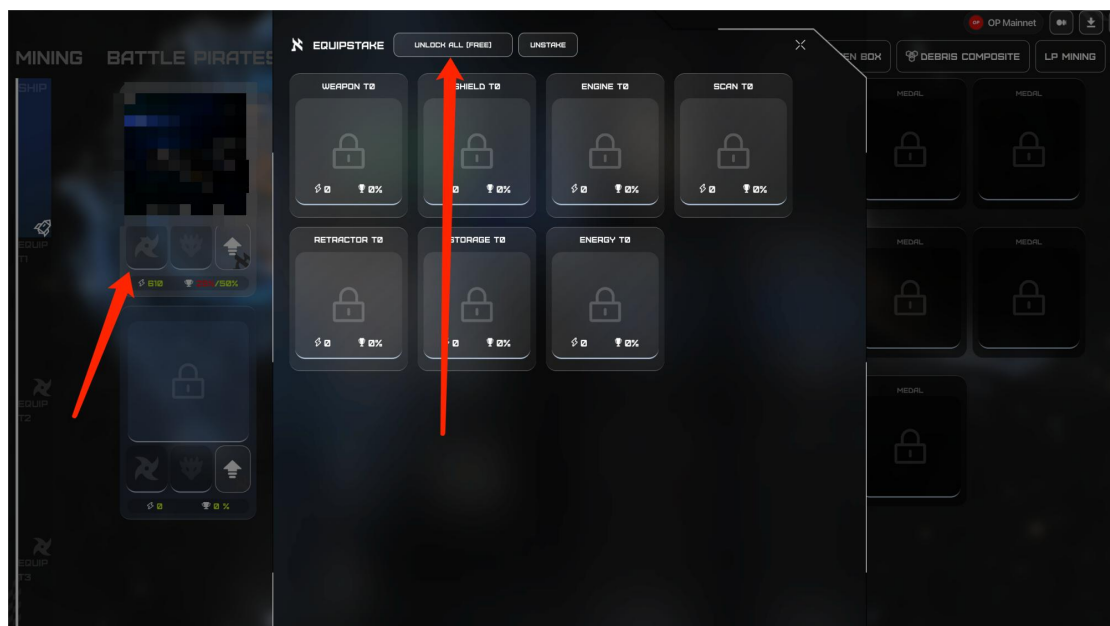 OP OP Mainnet
MINING BATTLE PIRATES
EQUIPSTAKE UNLOCK ALL (FREE) UNSTAKE
EN BOX DEBRIS COMPOSITE LP MINING
SHIP
WEAPON T0 SHIELD T0 ENGINE T0 SCAN T0
MEDAL MEDAL
0 0% 0 0% 0 0% 0 0%
EQUIP
T1
RETRACTOR T0 STORAGE T0 ENERGY T0
MEDAL MEDAL
610 /50%
0 0% 0 0% 0 0%
EQUIP
T2
MEDAL
0 0 %
EQUIP
T3